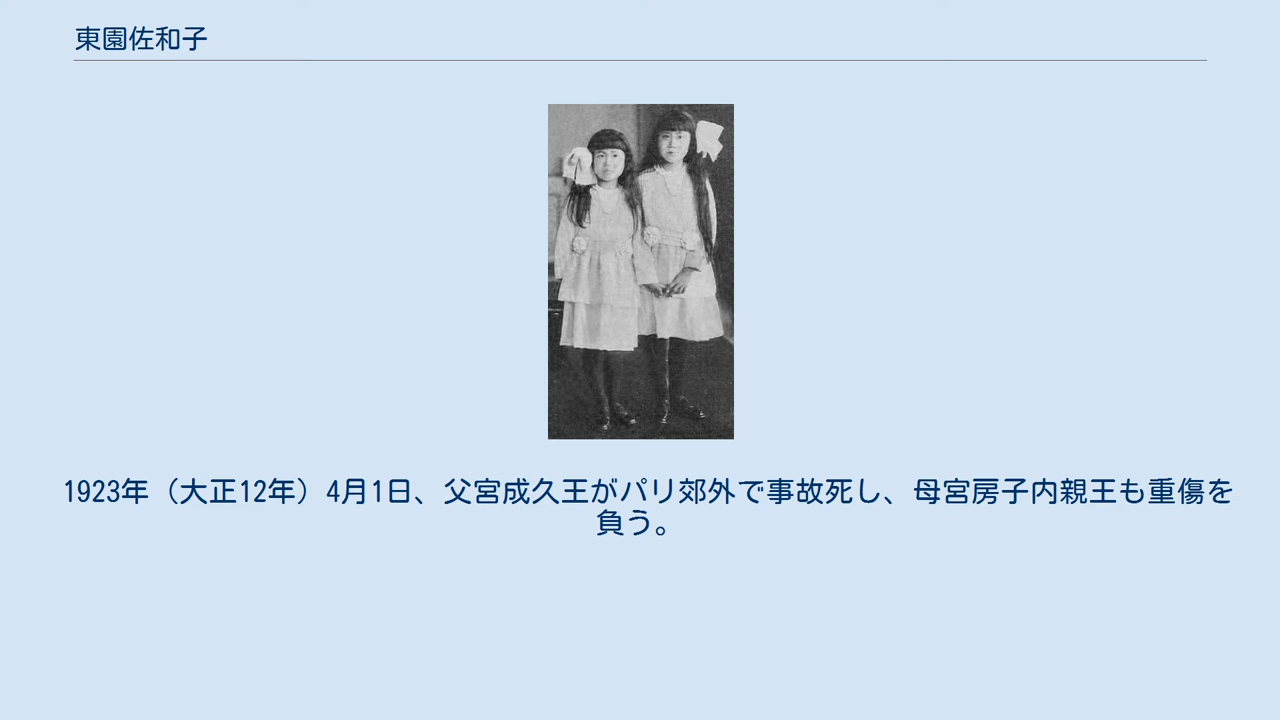 東園佐和子
1923年（大正12年）4月1日、父宮成久王がパリ郊外で事故死し、母宮房子内親王も重傷を
負う。